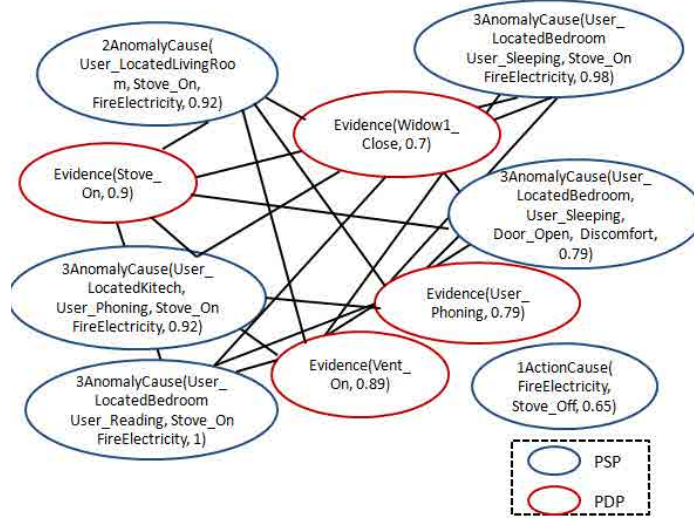 2AnomalyCause(
User_LocatedLivingRoo
m, Stove_On,
FireElectricity, 0.92)
3AnomalyCause(User_
LocatedBedroom
User_Sleeping, Stove_On
FireElectricity, 0.98)
Evidence(Widow1_
Close, 0.7)
Evidence(Stove_
On, 0.9)
3AnomalyCause(User_
LocatedBedroom,
User_Sleeping,
Door_Open, Discomfort,
0.79)
3AnomalyCause(User_
LocatedKitech,
User_Phoning, Stove_On
FireElectricity, 0.92)
Evidence(User_
Phoning, 0.79)
Evidence(Vent_
On, 0.89)
1ActionCause(
FireElectricity,
Stove_Off, 0.65)
3AnomalyCause(User_
LocatedBedroom
User_Reading, Stove_On
FireElectricity, 1)
PSP
PDP